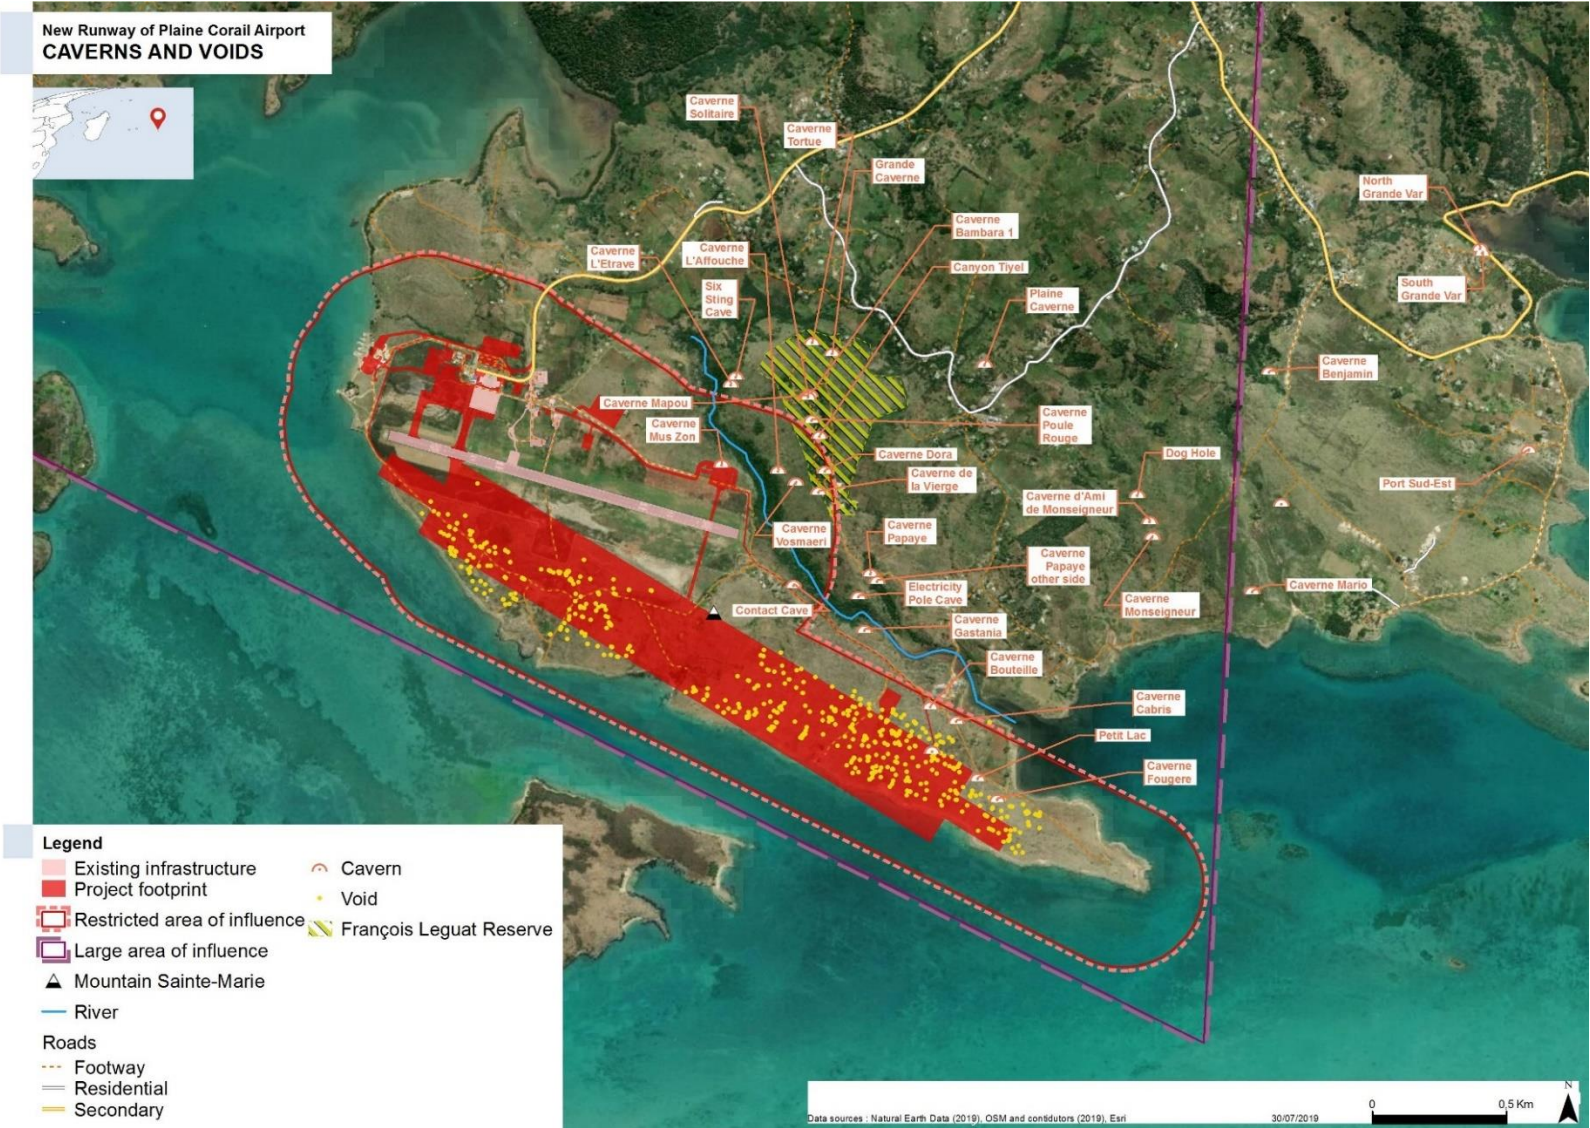 New Runway of Plaine Corail Airport
CAVERNS AND VOIDS
Caverne
Solitaire
Caverne
Tortue
Grande
Caverne
North
Grande Var
Caverne
Bambara 1
Caverne
L'Etrave
Caverne
L'Affouche
Canyon Tiyel
Six
Sting
Cave
Plaine
Caverne
South
Grande Var
Caverne
Benjamin
Caverne Mapou
Caverne
Mus Zon
Caverne
Poule
Rouge
Caverne Dora
Dog Hole
Caverne de
la Vierge
Port Sud-Est
Caverne d'Ami
de Monseigneur
Caverne
Vosmaeri
Caverne
Papaye
Caverne
Papaye
other side
Electricity
Pole Cave
Caverne Mario
Contact Cave
Caverne
Monseigneur
Caverne
Gastania
Caverne
Bouteille
Caverne
Cabris
Petit Lac
Caverne
Fougere
Legend
Existing infrastructure
Project footprint
Restricted area of influence
Large area of influence
Mountain Sainte-Marie
River
Roads
Footway
Residential
Secondary
Cavern
Void
François Leguat Reserve
Data sources : Natural Earth Data (2019), OSM and contidutors (2019), Esri
30/07/2019
0
0,5 Km
N